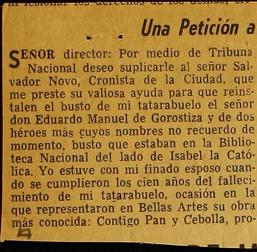 Una Petición a
SEÑOR director: Por medio de Tribuna
Nacional deseo suplicarle al señor Sal-
vador Novo, Cronista de la Ciudad, que
me preste su valiosa ayuda para que reins-
talen el busto de mi tatarabuelo el señor
don Eduardo Manuel de Gorostiza y de dos
héroes más cuyos nombres no recuerdo de
momento, busto que estaban en la Biblio-
teca Nacional del lado de Isabel la Cató-
lica. Yo estuve con mi finado esposo cuan-
do se cumplieron los cien años del falleci-
miento de mi tatarabuelo, ocasión en la
que representaron en Bellas Artes su obra
más conocida: Contigo Pan y Cebolla, pro-